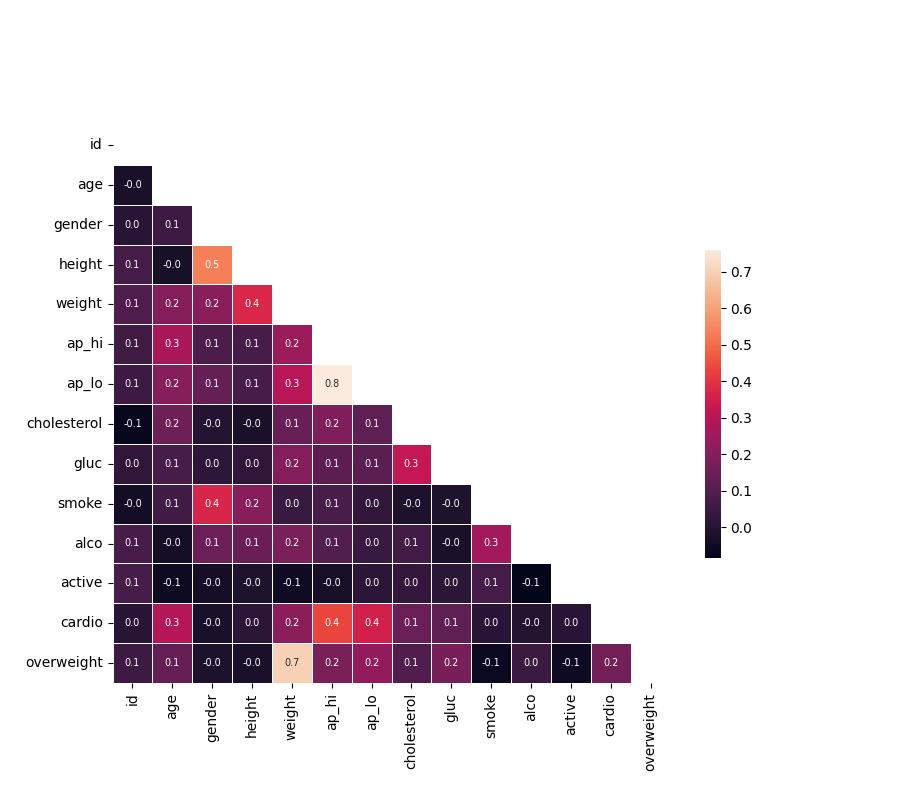 id
age -0.0
gender 0.0 0.1
height 0.1 -0.0 0.5
weight 0.1 0.2 0.2 0.4
ap_hi 0.1 0.3 0.1 0.1 0.2
ap_lo 0.1 0.2 0.1 0.1 0.3 0.8
cholesterol -0.1 0.2 -0.0 -0.0 0.1 0.2 0.1
gluc 0.0 0.1 0.0 0.0 0.2 0.1 0.1 0.3
smoke -0.0 0.1 0.4 0.2 0.0 0.1 0.0 -0.0 -0.0
alco 0.1 -0.0 0.1 0.1 0.2 0.1 0.0 0.1 -0.0 0.3
active 0.1 -0.1 -0.0 -0.0 -0.1 -0.0 0.0 0.0 0.0 0.1 -0.1
cardio 0.0 0.3 -0.0 0.0 0.2 0.4 0.4 0.1 0.1 0.0 -0.0 0.0
overweight 0.1 0.1 -0.0 -0.0 0.7 0.2 0.2 0.1 0.2 -0.1 0.0 -0.1 0.2
id age gender height weight ap_hi ap_lo cholesterol gluc smoke alco active cardio overweight
0.7
0.6
0.5
0.4
0.3
0.2
0.1
0.0